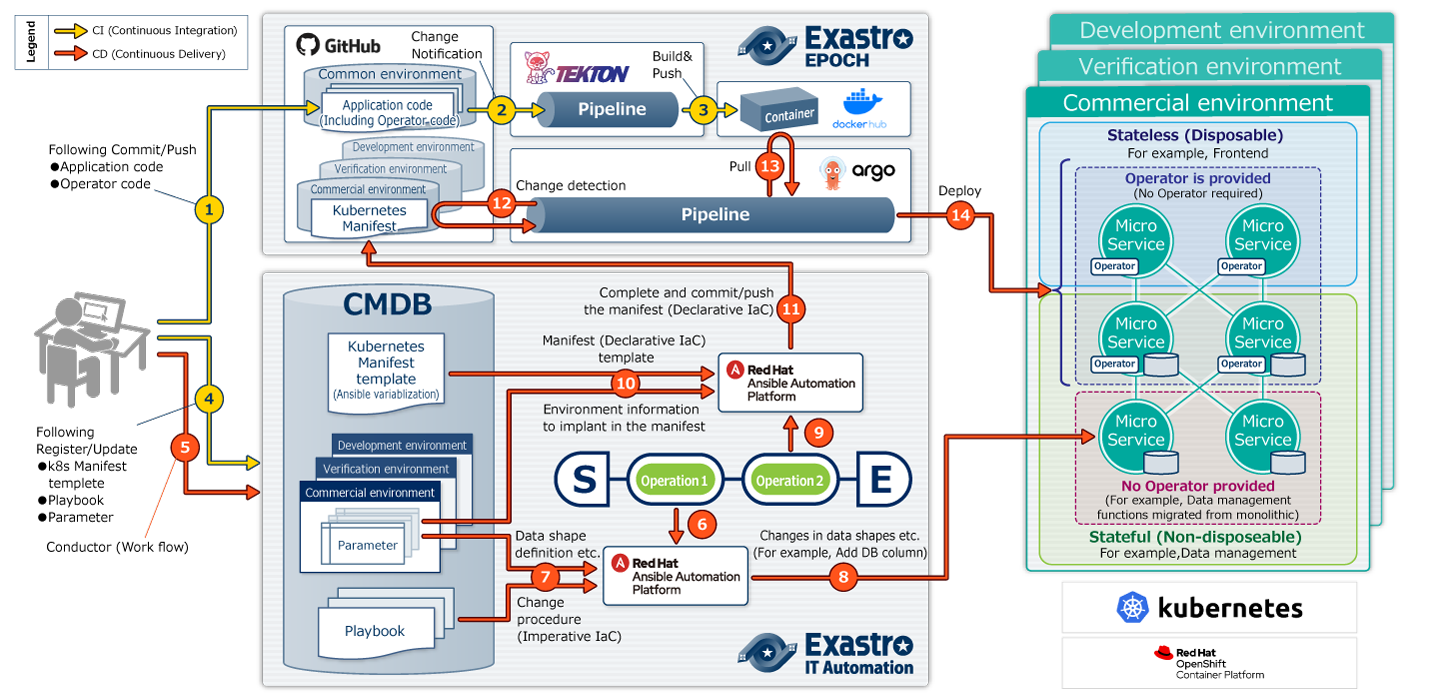 Legend
CI (Continuous Integration)
CD (Continuous Delivery)
GitHub
Change
Notification
Common environment
Application code
(Including Operator code)
Development environment
Verification environment
Commercial environment
Kubernetes
Manifest
TEKTON
Build&
Push
Pipeline
2
3
Exastro
EPOCH
Container
docker hub
Pull
13
argo
Change detection
12
Pipeline
Following Commit/Push
●Application code
●Operator code
1
Deploy
14
CMDB
Kubernetes
Manifest
template
(Ansible variablization)
Development environment
Verification environment
Commercial environment
Parameter
Playbook
4
Following
Register/Update
●k8s Manifest
templete
●Playbook
●Parameter
5
Conductor (Work flow)
Complete and commit/push
the manifest (Declarative IaC)
11
Manifest (Declarative IaC)
template
10
Environment information
to implant in the manifest
Red Hat
Ansible Automation
Platform
9
S
Operation 1
Operation 2
E
6
Data shape
definition etc.
7
Change
procedure
(Imperative IaC)
Red Hat
Ansible Automation
Platform
Changes in data shapes etc.
(For example, Add DB column)
8
Exastro
IT Automation
Development environment
Verification environment
Commercial environment
Stateless (Disposable)
For example, Frontend
Operator is provided
(No Operator required)
Micro
Service
Operator
Micro
Service
Operator
Micro
Service
Operator
Micro
Service
Operator
Micro
Service
Micro
Service
No Operator provided
(For example, Data management
functions migrated from monolithic)
Stateful (Non-disposeable)
For example,Data management
kubernetes
Red Hat
OpenShift
Container Platform